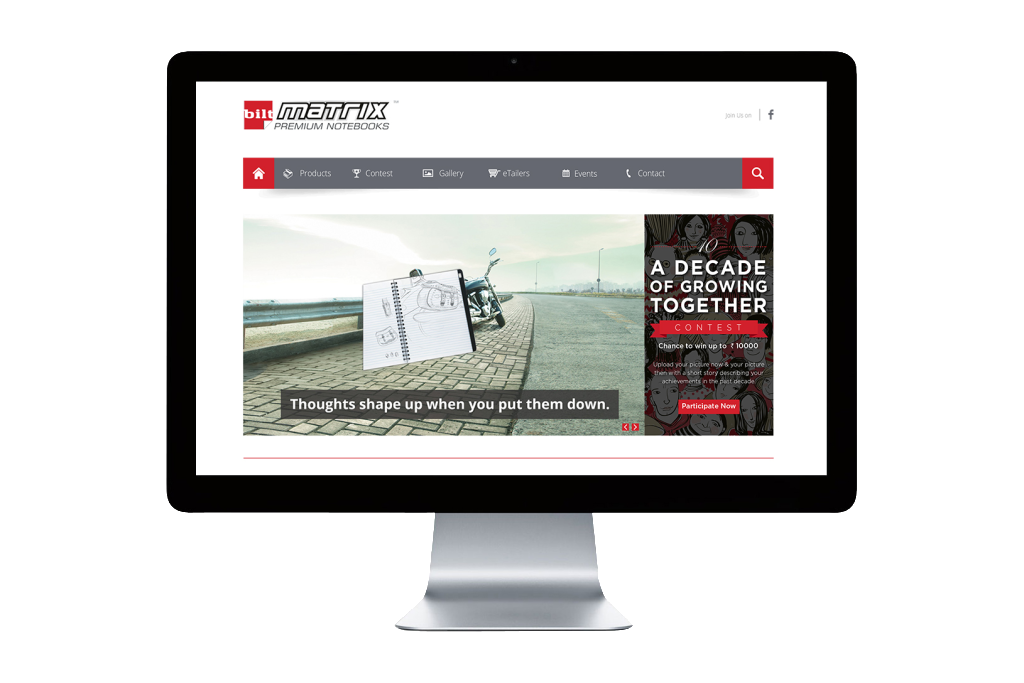 bilt MATRIX
PREMIUM NOTEBOOKS
Join us on
Products Contest Gallery eTailers Events Contact
10
A DECADE
OF GROWING
TOGETHER
CONTEST
Chance to win up to ₹ 10000
Upload your picture now & your picture
then with a short story describing your
achievements in the past decade.
Participate Now
Thoughts shape up when you put them down.